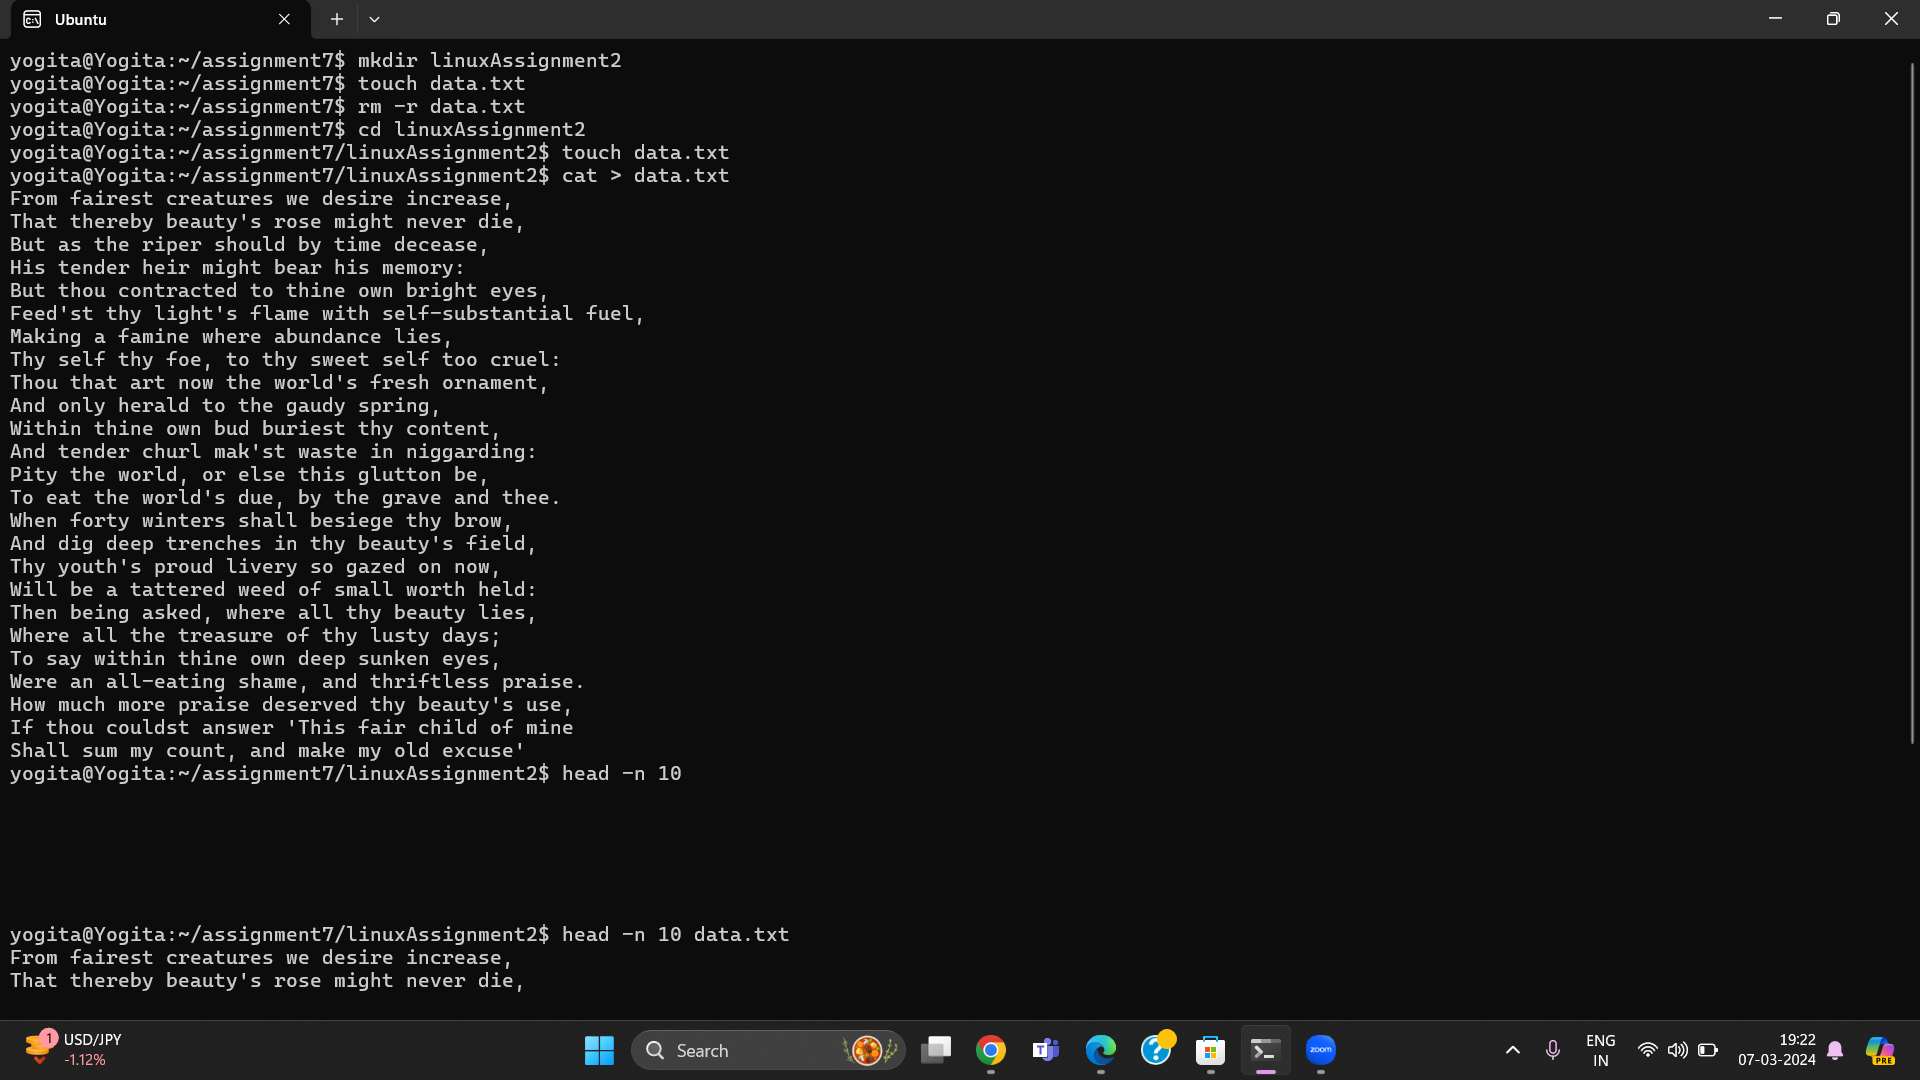 Ubuntu
yogita@Yogita:~/assignment7$ mkdir linuxAssignment2
yogita@Yogita:~/assignment7$ touch data.txt
yogita@Yogita:~/assignment7$ rm -r data.txt
yogita@Yogita:~/assignment7$ cd linuxAssignment2
yogita@Yogita:~/assignment7/linuxAssignment2$ touch data.txt
yogita@Yogita:~/assignment7/linuxAssignment2$ cat > data.txt
From fairest creatures we desire increase,
That thereby beauty's rose might never die,
But as the riper should by time decease,
His tender heir might bear his memory:
But thou contracted to thine own bright eyes,
Feed'st thy light's flame with self-substantial fuel,
Making a famine where abundance lies,
Thy self thy foe, to thy sweet self too cruel:
Thou that art now the world's fresh ornament,
And only herald to the gaudy spring,
Within thine own bud buriest thy content,
And tender churl mak'st waste in niggarding:
Pity the world, or else this glutton be,
To eat the world's due, by the grave and thee.
When forty winters shall besiege thy brow,
And dig deep trenches in thy beauty's field,
Thy youth's proud livery so gazed on now,
Will be a tattered weed of small worth held:
Then being asked, where all thy beauty lies,
Where all the treasure of thy lusty days;
To say within thine own deep sunken eyes,
Were an all-eating shame, and thriftless praise.
How much more praise deserved thy beauty's use,
If thou couldst answer 'This fair child of mine
Shall sum my count, and make my old excuse'
yogita@Yogita:~/assignment7/linuxAssignment2$ head -n 10
yogita@Yogita:~/assignment7/linuxAssignment2$ head -n 10 data.txt
From fairest creatures we desire increase,
That thereby beauty's rose might never die,
1
USD/JPY
-1.12%
Search
zoom
ENG
IN
19:22
07-03-2024
PRE